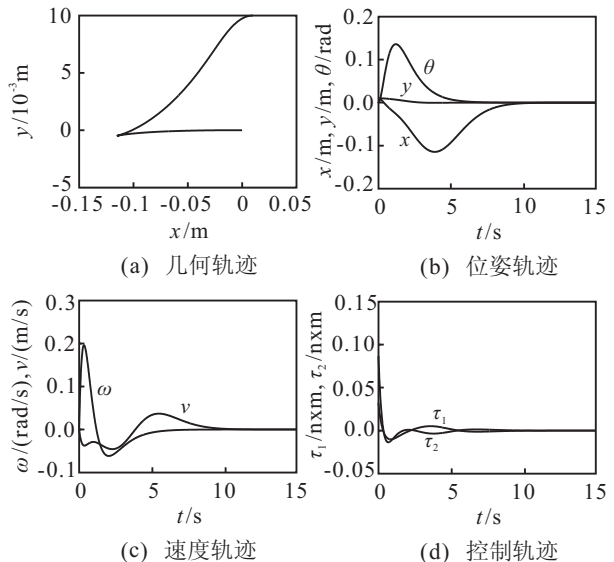 10
5
0
-5
-0.15
-0.1
-0.05
0
0.05
y/10⁻³m
x/m
(a) 几何轨迹
0.2
0.1
0.0
-0.1
0.2
0
5
10
15
x/m, y/m, θ/rad
θ
y
x
t/s
(b) 位姿轨迹
0.3
0.2
0.1
0.0
-0.1
0
5
10
15
ω/(rad/s), v/(m/s)
ω
v
t/s
(c) 速度轨迹
0.15
0.10
0.05
0.00
-0.05
0
5
10
15
τ₁/nxm, τ₂/nxm
τ₁
τ₂
t/s
(d) 控制轨迹